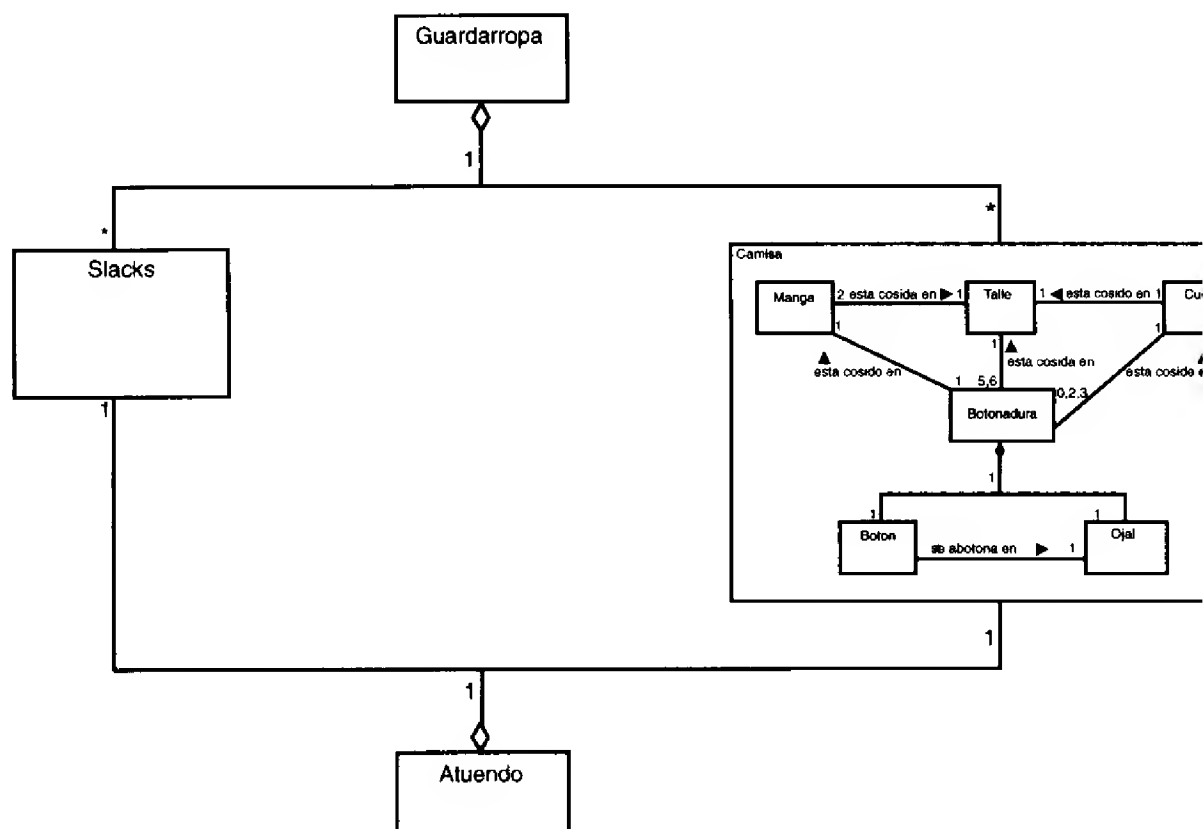 Guardarropa
1
*
*
Slacks
Camisa
Manga
2 esta cosida en ▶ 1
Talle
1 ◀ esta cosido en 1
1
1
1
esta cosido en
esta cosida en
1
5,6
0,2,3
Botonadura
1
Boton
1
Ojal
se abotona en ▶ 1
1
1
1
Atuendo